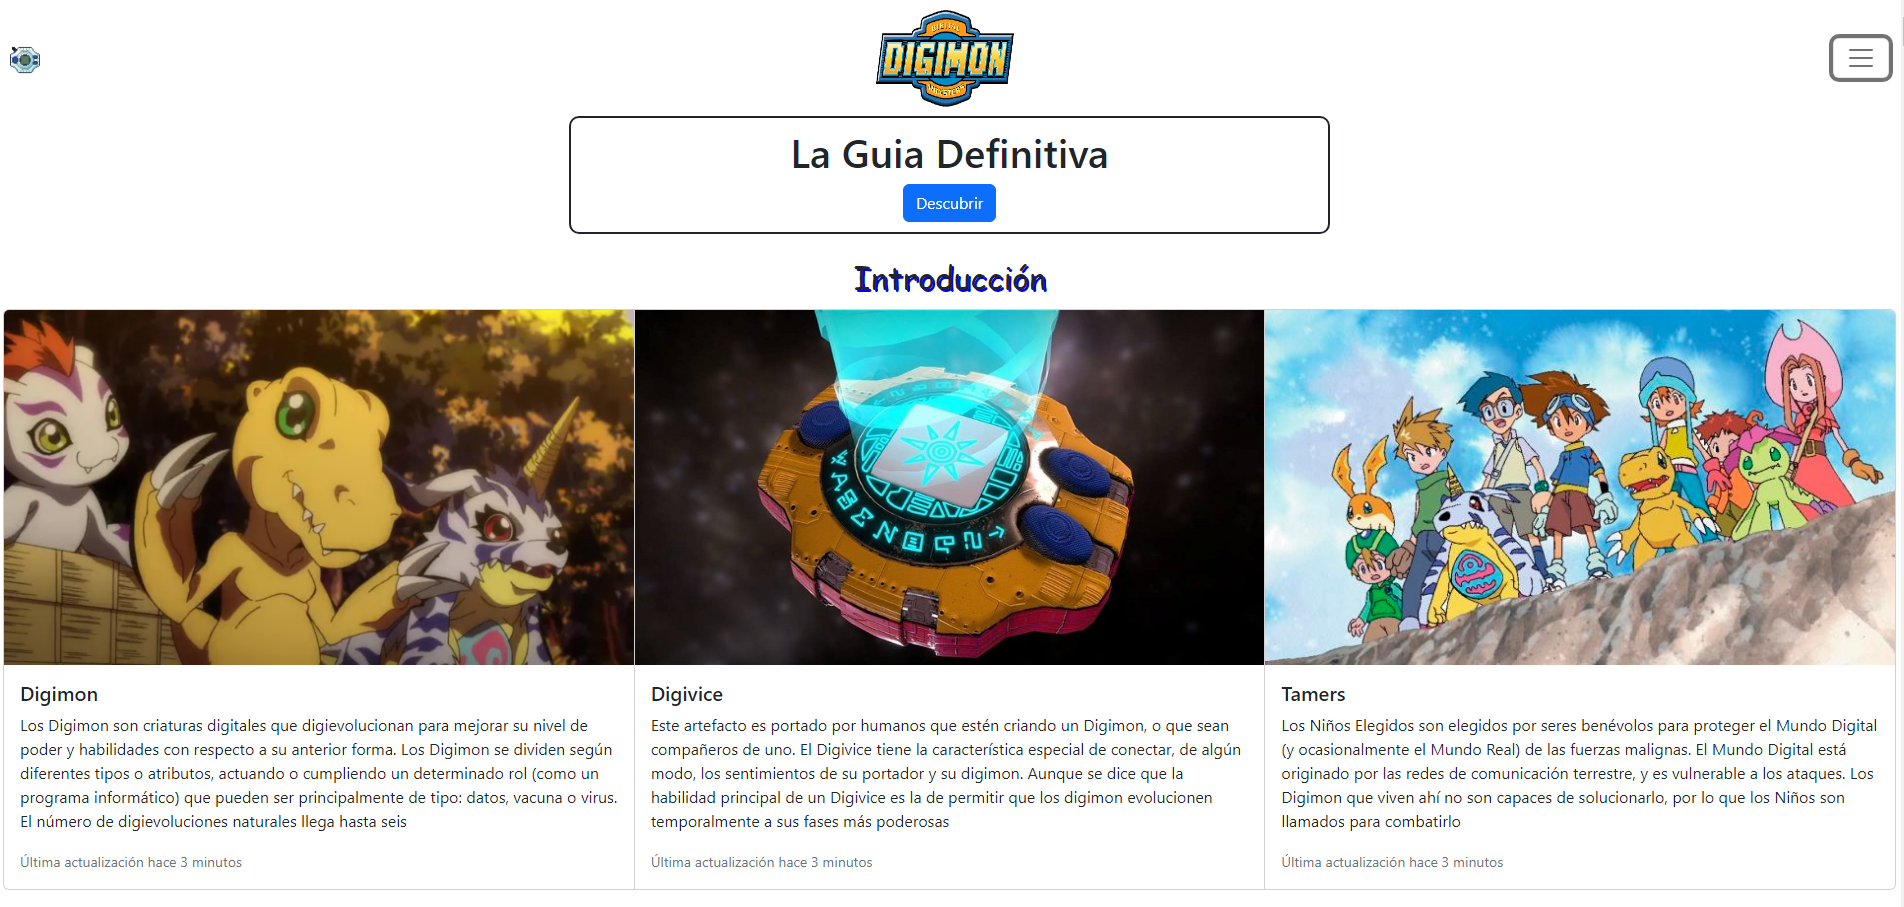 DIGITAL
DIGIMON
MONSTERS
La Guia Definitiva
Descubrir
Introducción
Digimon
Los Digimon son criaturas digitales que digievolucionan para mejorar su nivel de
poder y habilidades con respecto a su anterior forma. Los Digimon se dividen según
diferentes tipos o atributos, actuando o cumpliendo un determinado rol (como un
programa informático) que pueden ser principalmente de tipo: datos, vacuna o virus.
El número de digievoluciones naturales llega hasta seis
Última actualización hace 3 minutos
Digivice
Este artefacto es portado por humanos que estén criando un Digimon, o que sean
compañeros de uno. El Digivice tiene la característica especial de conectar, de algún
modo, los sentimientos de su portador y su digimon. Aunque se dice que la
habilidad principal de un Digivice es la de permitir que los digimon evolucionen
temporalmente a sus fases más poderosas
Última actualización hace 3 minutos
Tamers
Los Niños Elegidos son elegidos por seres benévolos para proteger el Mundo Digital
(y ocasionalmente el Mundo Real) de las fuerzas malignas. El Mundo Digital está
originado por las redes de comunicación terrestre, y es vulnerable a los ataques. Los
Digimon que viven ahí no son capaces de solucionarlo, por lo que los Niños son
llamados para combatirlo
Última actualización hace 3 minutos